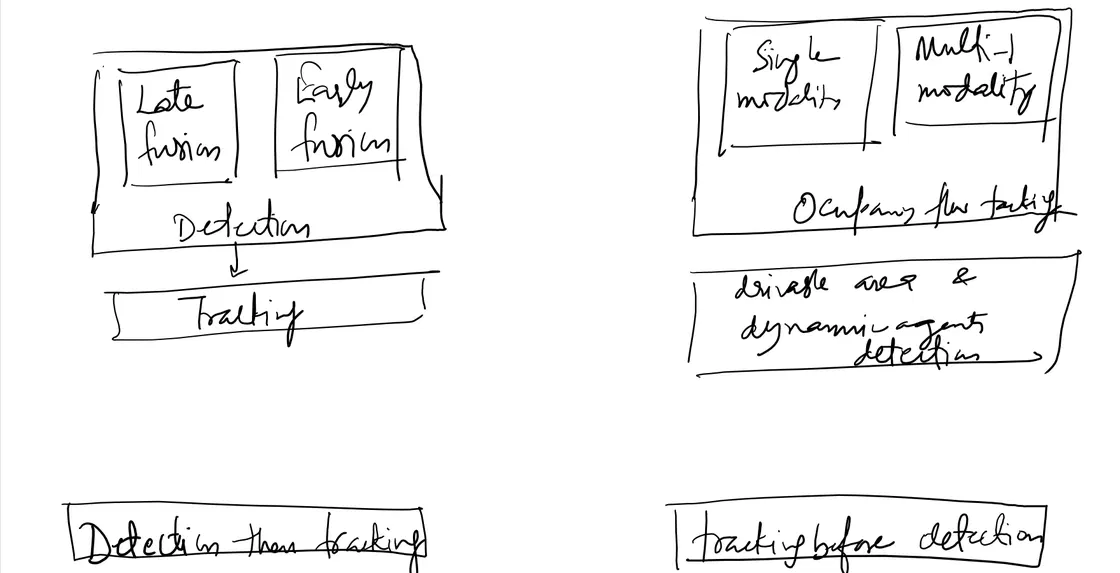 Late
fusion
Early
fusion
Detection
Tracking
Detection then tracking
Single
modality
Multi-
modality
Ocupancy flow tracking
drivable area &
dynamic agents
detection
tracking before detection